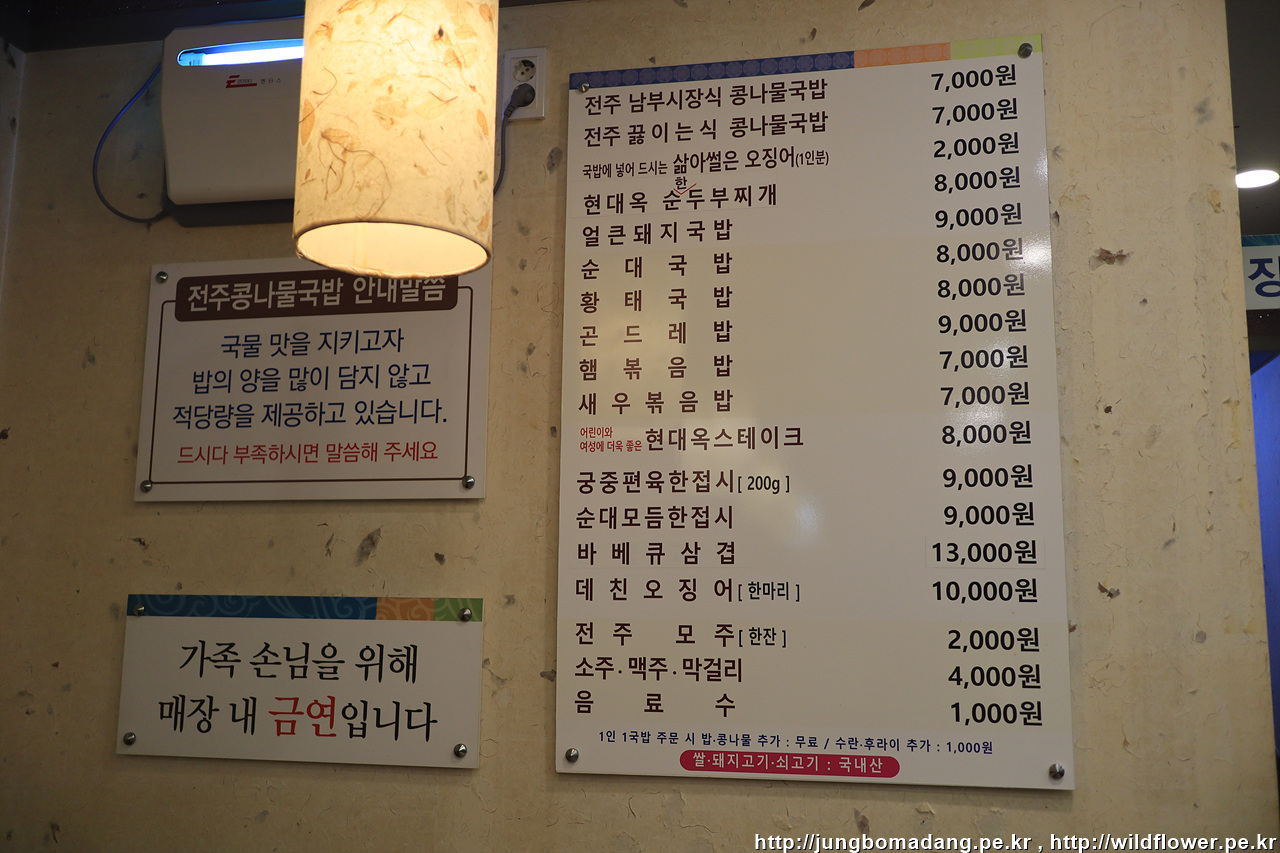 전주콩나물국밥 안내말씀
국물 맛을 지키고자
밥의 양을 많이 담지 않고
적당량을 제공하고 있습니다.
드시다 부족하시면 말씀해 주세요
가족 손님을 위해
매장 내 금연입니다
전주 남부시장식 콩나물국밥 7,000원
전주 끓이는식 콩나물국밥 7,000원
국밥에 넣어 드시는 삶아썰은 오징어(1인분) 2,000원
한
현대옥 순두부찌개 8,000원
얼큰돼지국밥 9,000원
순대국밥 8,000원
황태국밥 8,000원
곤드레밥 9,000원
햄볶음밥 7,000원
새우볶음밥 7,000원
어린이와
여성에 더욱 좋은 현대옥스테이크 8,000원
궁중편육한접시[ 200g ] 9,000원
순대모듬한접시 9,000원
바베큐삼겹 13,000원
데친오징어[ 한마리 ] 10,000원
전주 모주[ 한잔 ] 2,000원
소주·맥주·막걸리 4,000원
음료수 1,000원
1인 1국밥 주문 시 밥·콩나물 추가 : 무료 / 수란·후라이 추가 : 1,000원
쌀·돼지고기·쇠고기 : 국내산
장
http://jungbomadang.pe.kr , http://wildflower.pe.kr